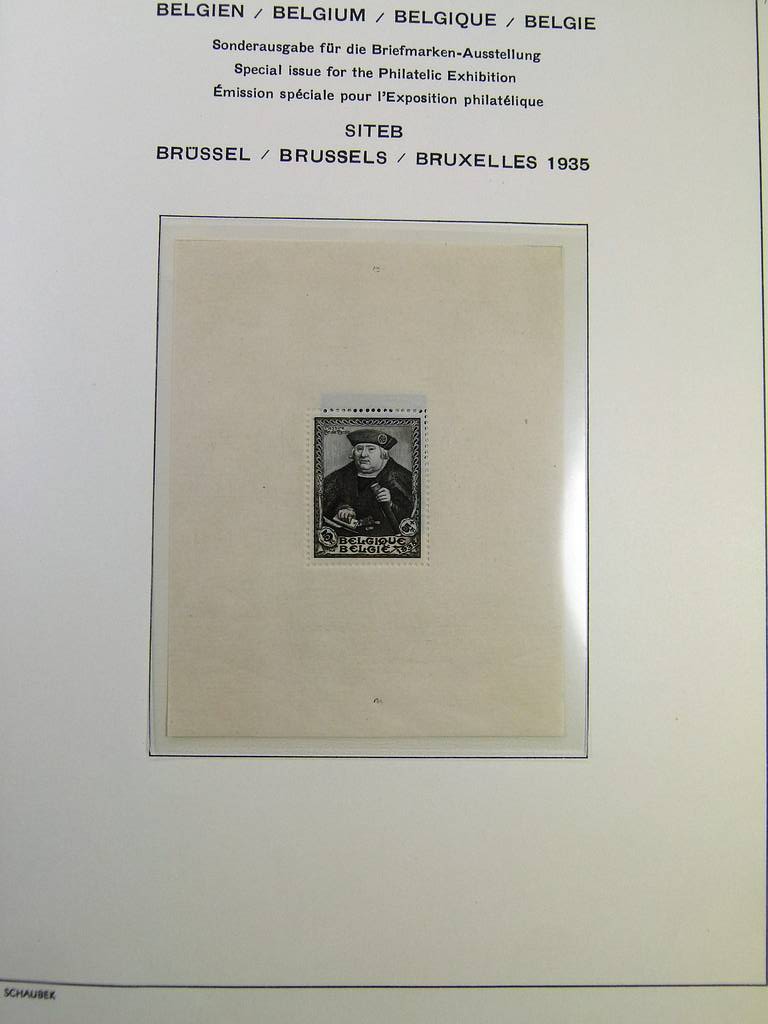 BELGIEN / BELGIUM / BELGIQUE / BELGIE
Sonderausgabe für die Briefmarken-Ausstellung
Special issue for the Philatelic Exhibition
Émission spéciale pour l'Exposition philatélique
SITEB
BRÜSSEL / BRUSSELS / BRUXELLES 1935
BELGIQUE
BELGIË
SCHAUBEK